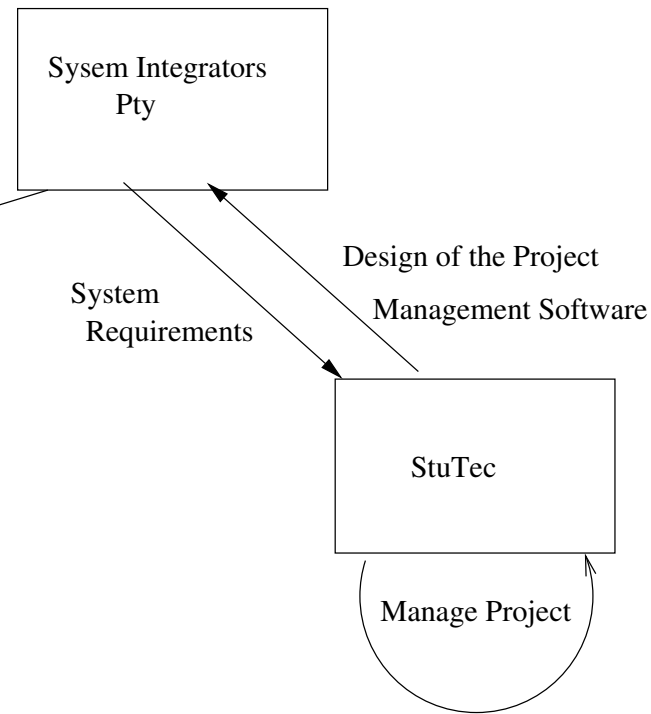 Sysem Integrators
Pty
Design of the Project
Management Software
System
Requirements
StuTec
Manage Project